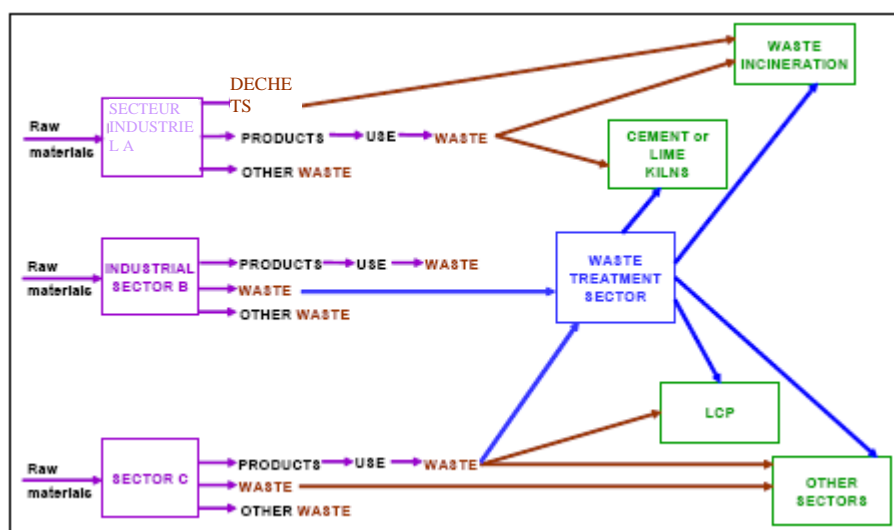 WASTE
INCINERATION
DECHE
TS
SECTEUR
INDUSTRIE
L A
Raw
materials
PRODUCTS USE WASTE
OTHER WASTE
CEMENT or
LIME
KILNS
Raw
materials
INDUSTRIAL
SECTOR B
PRODUCTS USE WASTE
WASTE
OTHER WASTE
WASTE
TREATMENT
SECTOR
LCP
Raw
materials
SECTOR C
PRODUCTS USE WASTE
WASTE
OTHER WASTE
OTHER
SECTORS